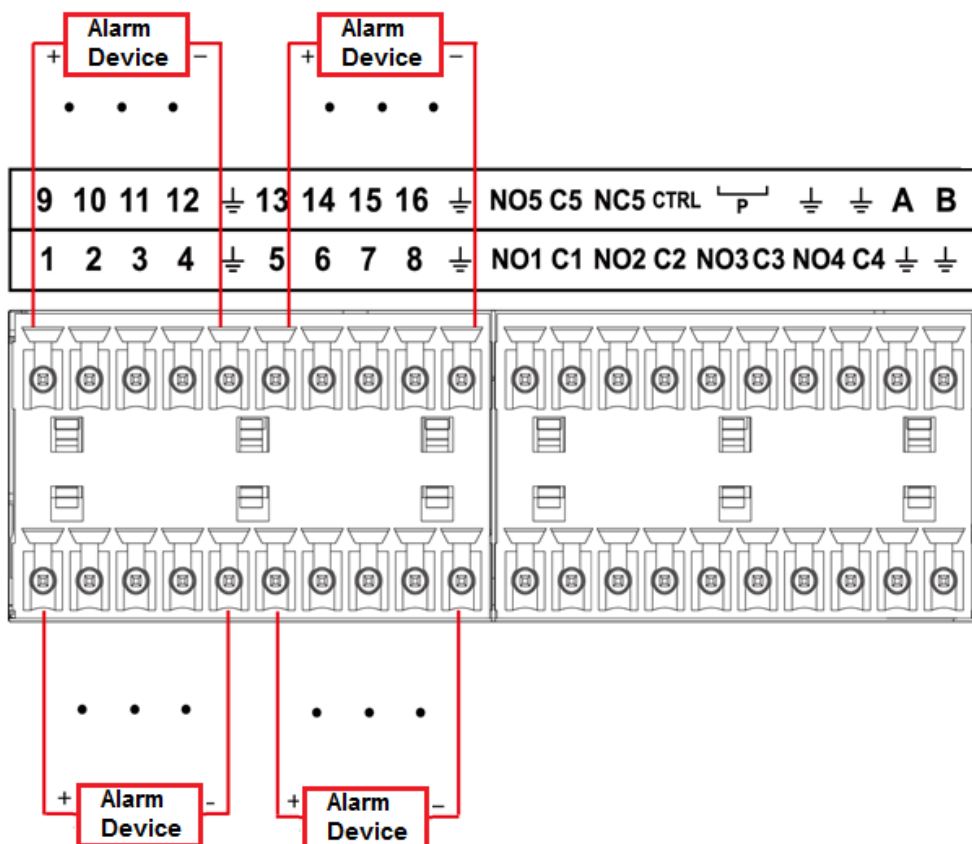 Alarm Device
Alarm Device
+ − + −
9 10 11 12 ⏚ 13 14 15 16 ⏚ NO5 C5 NC5 CTRL P ⏚ ⏚ A B
1 2 3 4 ⏚ 5 6 7 8 ⏚ NO1 C1 NO2 C2 NO3 C3 NO4 C4 ⏚ ⏚
+ - + −
Alarm Device
Alarm Device